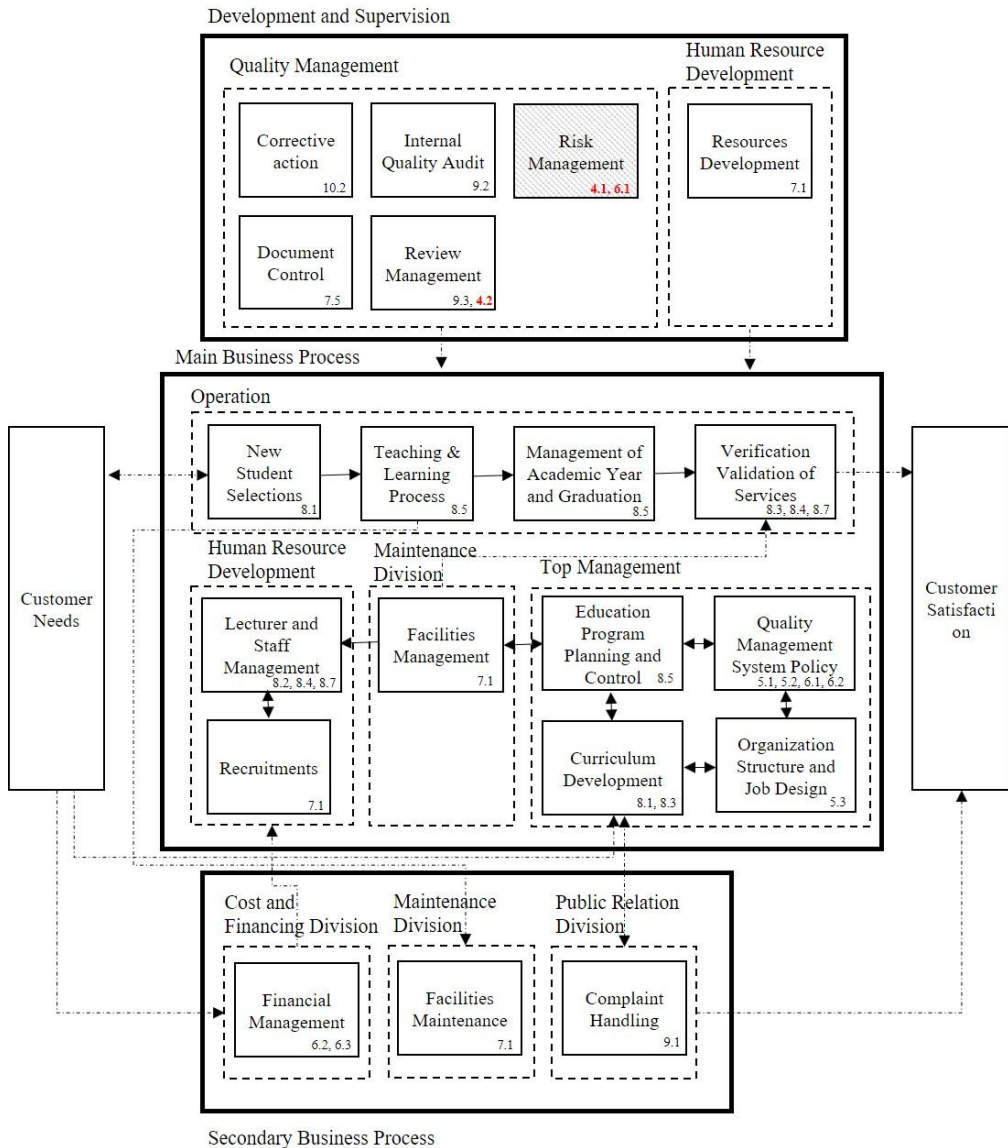 Development and Supervision
Quality Management
Human Resource
Development
Corrective
action
10.2
Internal
Quality Audit
9.2
Risk
Management
4.1, 6.1
Resources
Development
7.1
Document
Control
7.5
Review
Management
9.3, 4.2
Main Business Process
Operation
New
Student
Selections
8.1
Teaching &
Learning
Process
8.5
Management of
Academic Year
and Graduation
8.5
Verification
Validation of
Services
8.3, 8.4, 8.7
Customer
Needs
Customer
Satisfacti
on
Human Resource
Development
Maintenance
Division
Top Management
Lecturer and
Staff
Management
8.2, 8.4, 8.7
Facilities
Management
7.1
Education
Program
Planning and
Control
8.5
Quality
Management
System Policy
5.1, 5.2, 6.1, 6.2
Recruitments
7.1
Curriculum
Development
8.1, 8.3
Organization
Structure and
Job Design
5.3
Cost and
Financing Division
Maintenance
Division
Public Relation
Division
Financial
Management
6.2, 6.3
Facilities
Maintenance
7.1
Complaint
Handling
9.1
Secondary Business Process